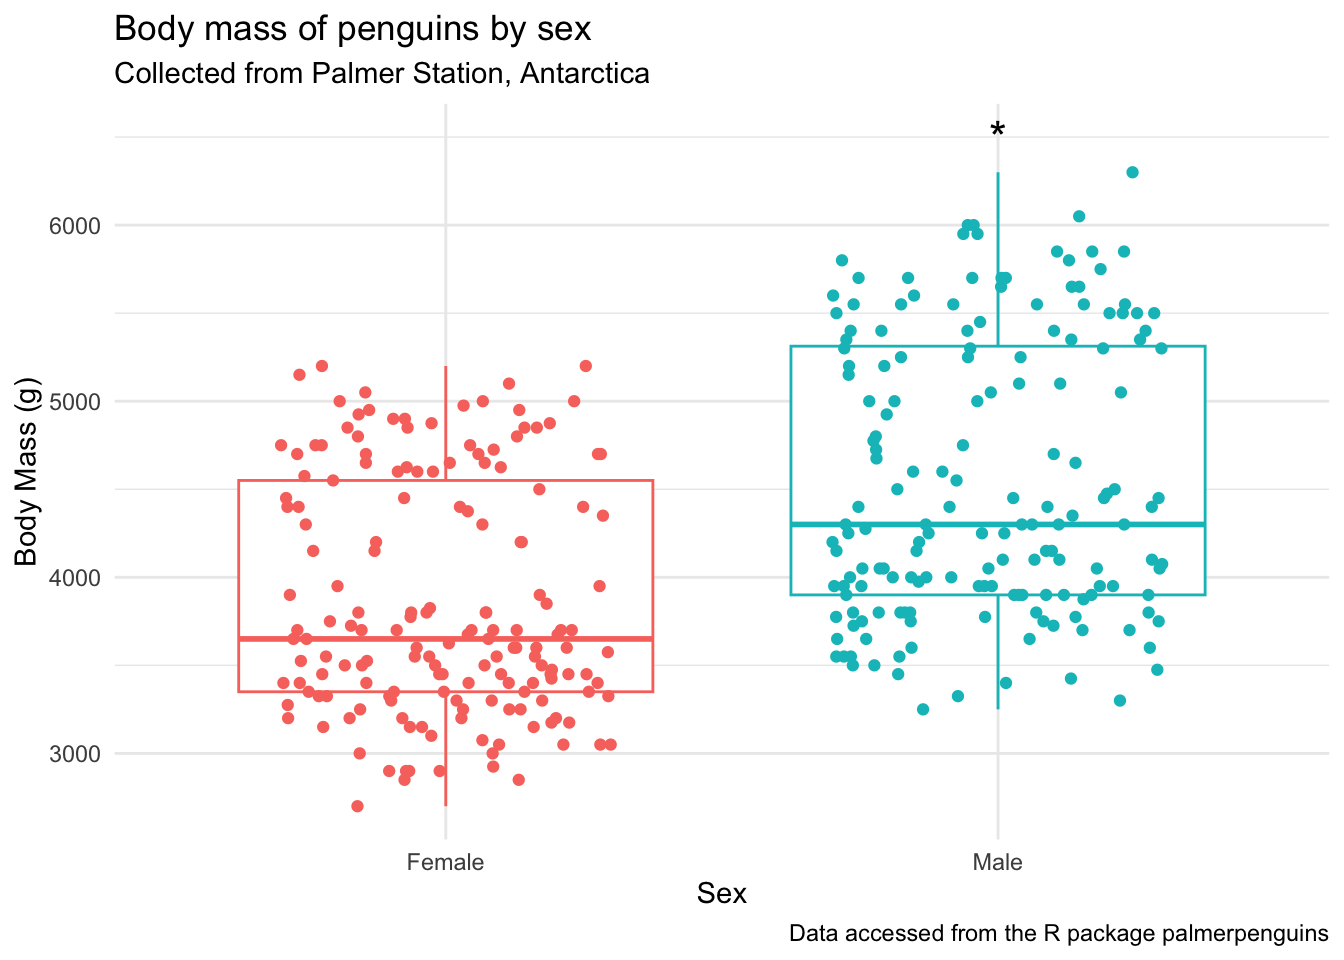 Body mass of penguins by sex
Collected from Palmer Station, Antarctica
*
6000
5000
4000
3000
Body Mass (g)
Female
Male
Sex
Data accessed from the R package palmerpenguins